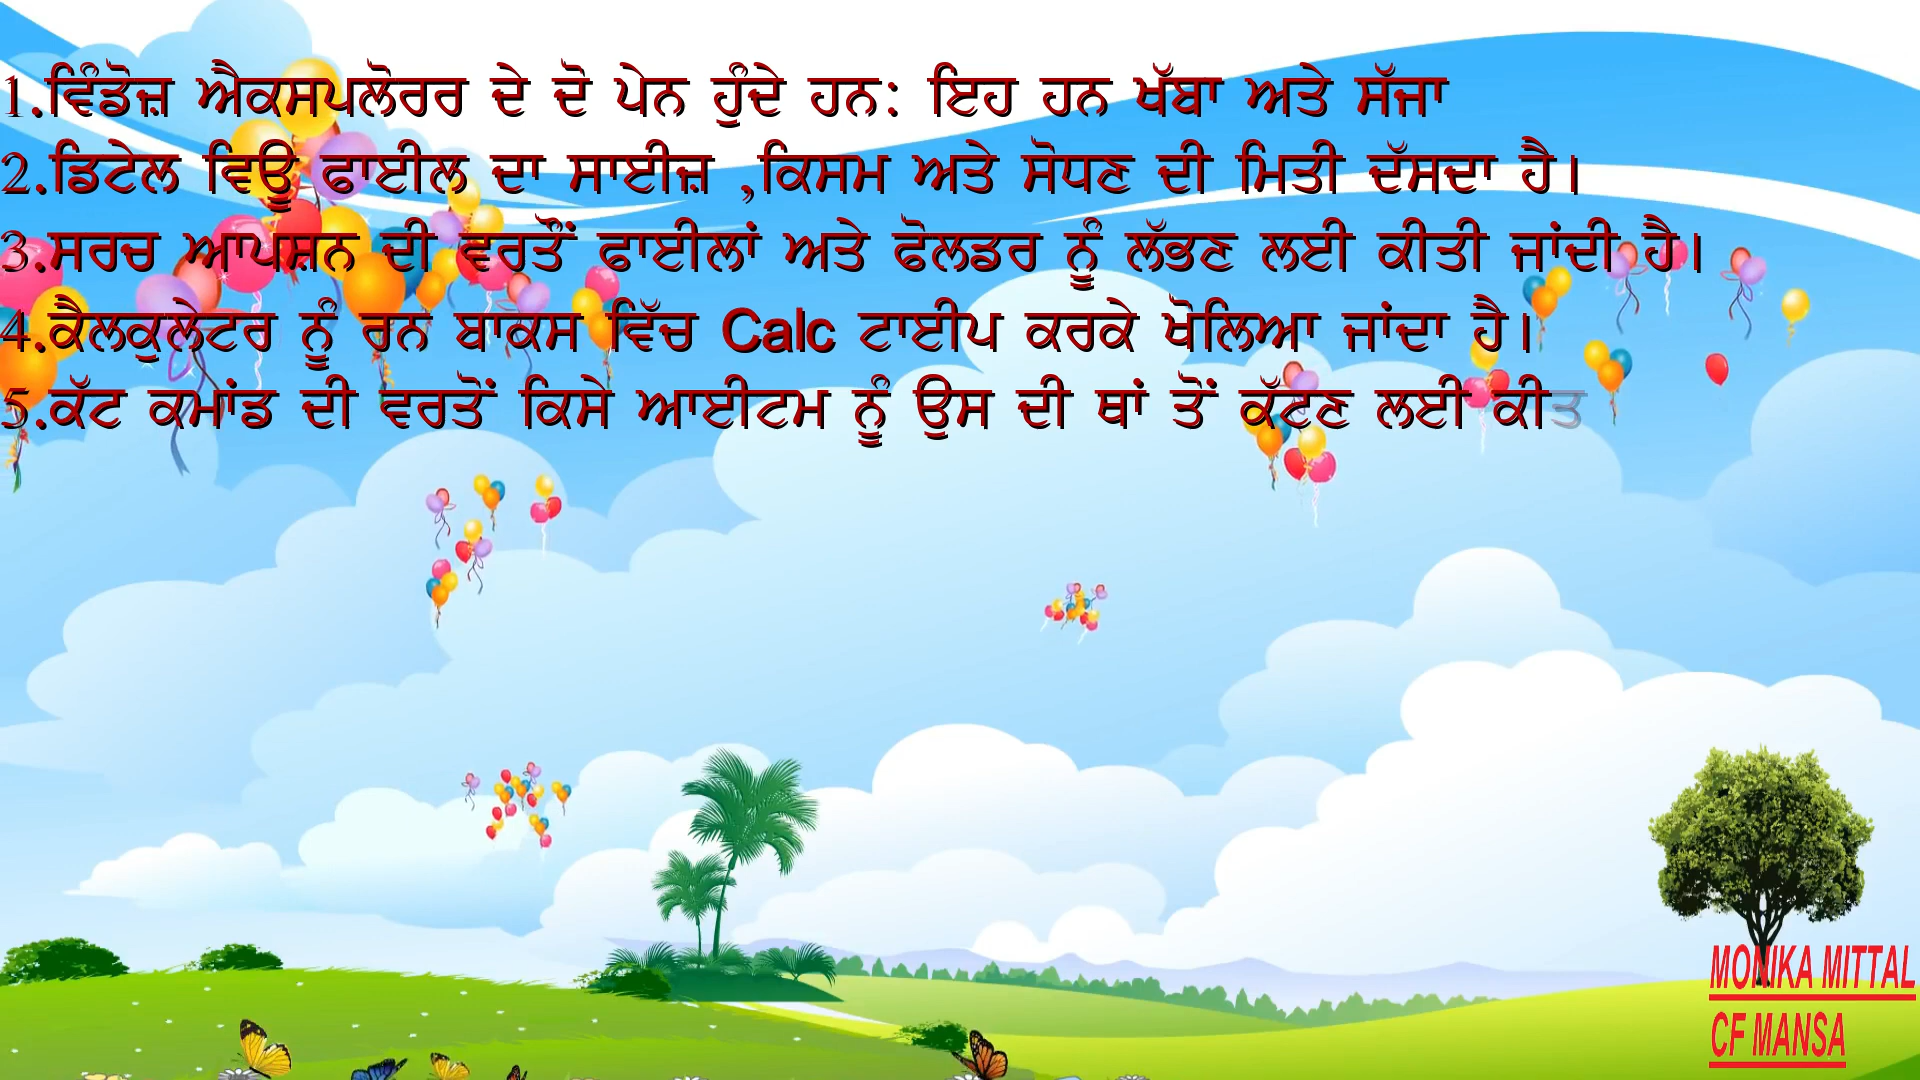 1.ਵਿੰਡੋਜ਼ ਐਕਸਪਲੋਰਰ ਦੇ ਦੋ ਪੇਨ ਹੁੰਦੇ ਹਨ: ਇਹ ਹਨ ਖੱਬਾ ਅਤੇ ਸੱਜਾ
2.ਡਿਟੇਲ ਵਿਊ ਫਾਈਲ ਦਾ ਸਾਈਜ਼ ,ਕਿਸਮ ਅਤੇ ਸੋਧਣ ਦੀ ਮਿਤੀ ਦੱਸਦਾ ਹੈ।
3.ਸਰਚ ਆਪਸ਼ਨ ਦੀ ਵਰਤੌਂ ਫਾਈਲਾਂ ਅਤੇ ਫੋਲਡਰ ਨੂੰ ਲੱਭਣ ਲਈ ਕੀਤੀ ਜਾਂਦੀ ਹੈ।
4.ਕੈਲਕੁਲੇਟਰ ਨੂੰ ਰਨ ਬਾਕਸ ਵਿੱਚ Calc ਟਾਈਪ ਕਰਕੇ ਖੋਲਿਆ ਜਾਂਦਾ ਹੈ।
5.ਕੱਟ ਕਮਾਂਡ ਦੀ ਵਰਤੋਂ ਕਿਸੇ ਆਈਟਮ ਨੂੰ ਉਸ ਦੀ ਥਾਂ ਤੋਂ ਕੱਟਣ ਲਈ ਕੀਤ
MONIKA MITTAL
CF MANSA